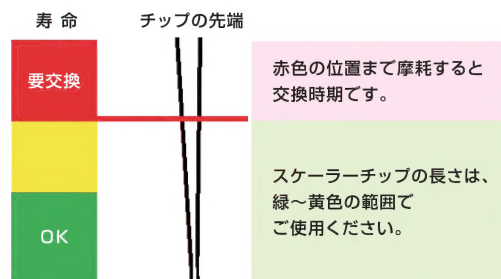 寿 命
チップの先端
要交換
赤色の位置まで摩耗すると
交換時期です。
スケーラーチップの長さは、
緑～黄色の範囲で
ご使用ください。
OK